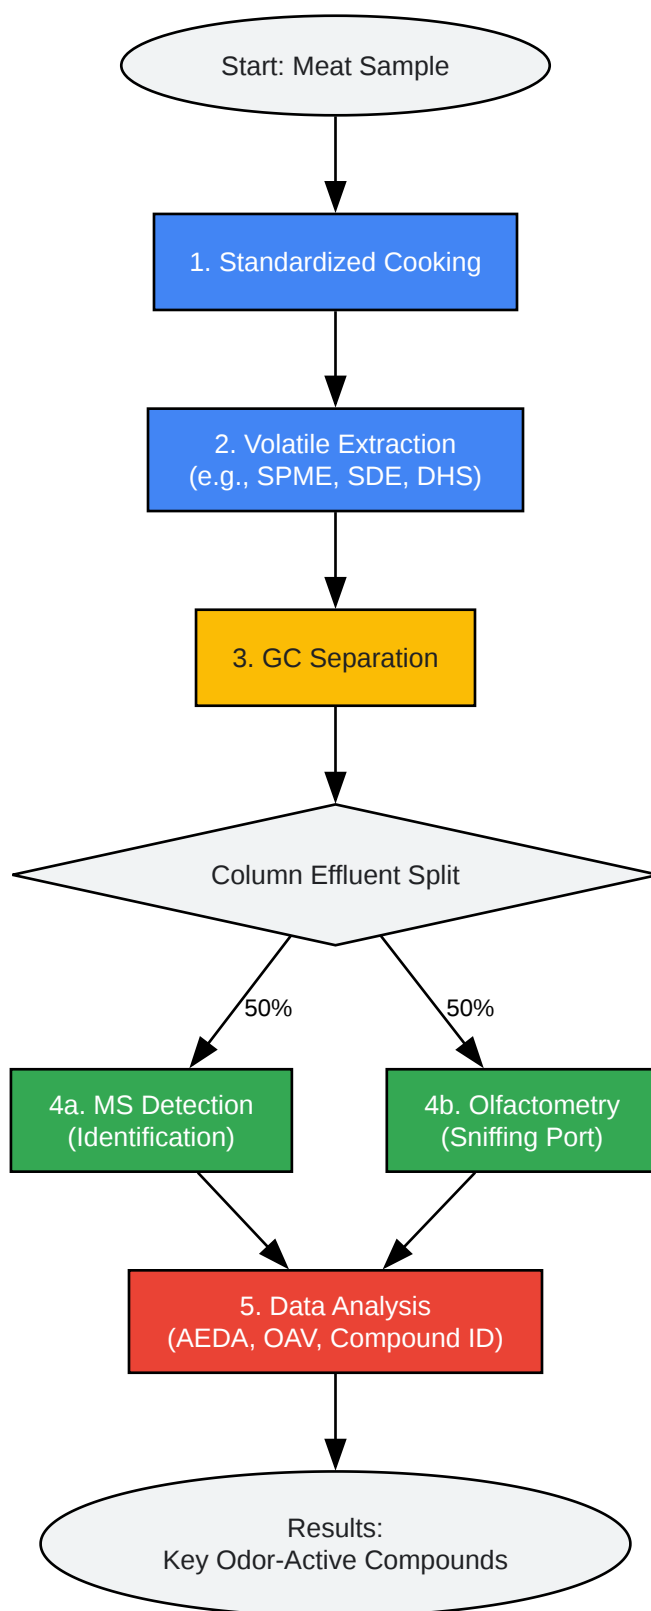 Start: Meat Sample
1. Standardized Cooking
2. Volatile Extraction
(e.g., SPME, SDE, DHS)
3. GC Separation
Column Effluent Split
50%
50%
4a. MS Detection
(Identification)
4b. Olfactometry
(Sniffing Port)
5. Data Analysis
(AEDA, OAV, Compound ID)
Results:
Key Odor-Active Compounds